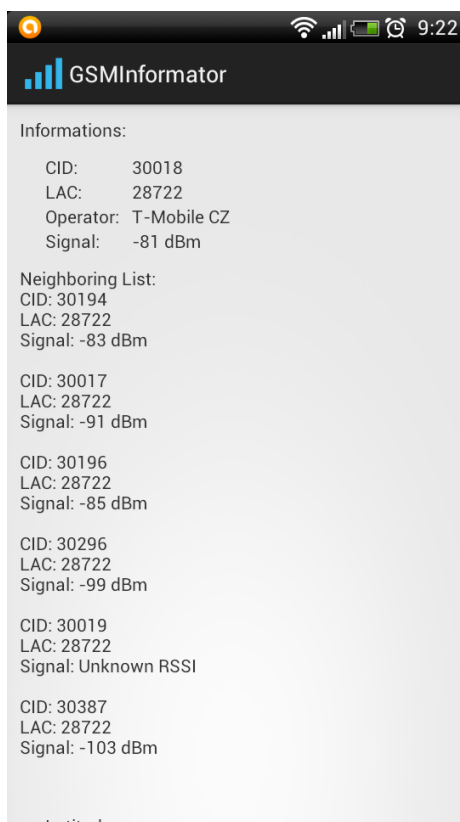 9:22
GSMInformator
Informations:
CID: 30018
LAC: 28722
Operator: T-Mobile CZ
Signal: -81 dBm
Neighboring List:
CID: 30194
LAC: 28722
Signal: -83 dBm
CID: 30017
LAC: 28722
Signal: -91 dBm
CID: 30196
LAC: 28722
Signal: -85 dBm
CID: 30296
LAC: 28722
Signal: -99 dBm
CID: 30019
LAC: 28722
Signal: Unknown RSSI
CID: 30387
LAC: 28722
Signal: -103 dBm